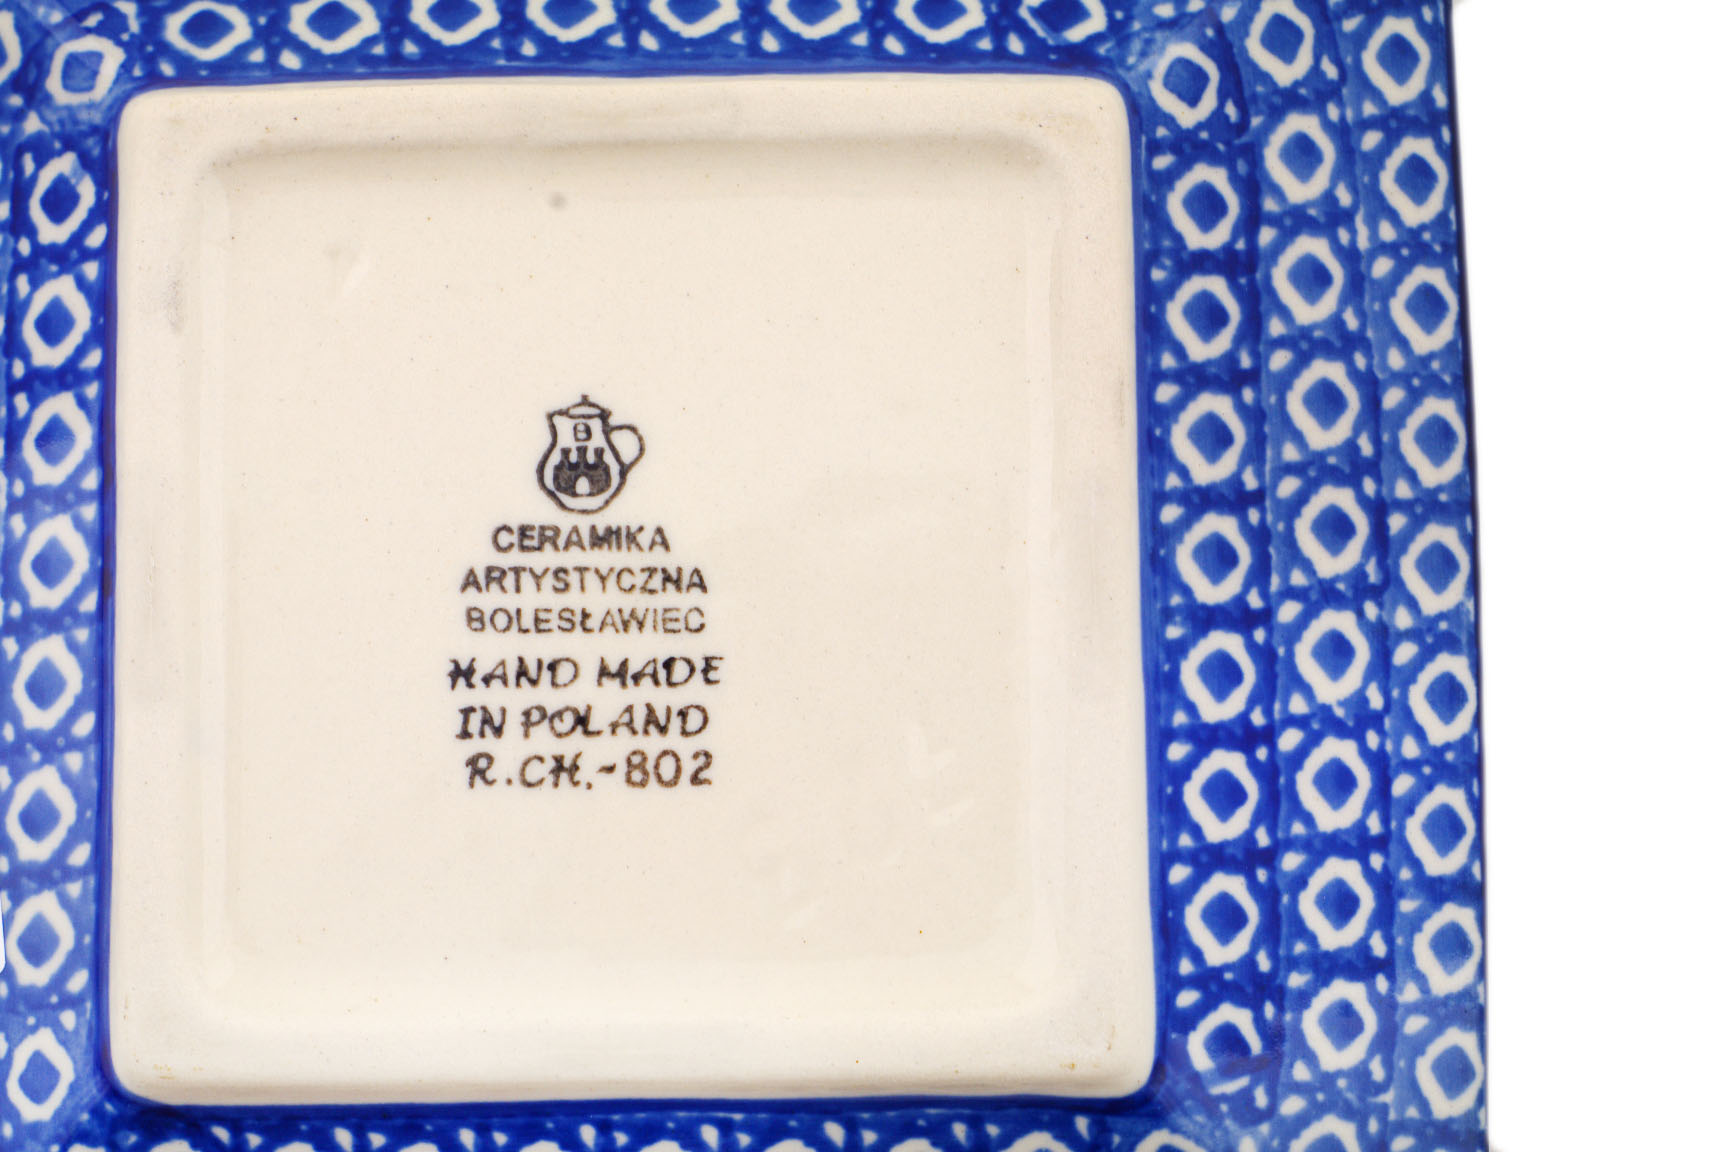 B
CERAMIKA
ARTYSTYCZNA
BOLESŁAWIEC
HAND MADE
IN POLAND
R.CH.-802